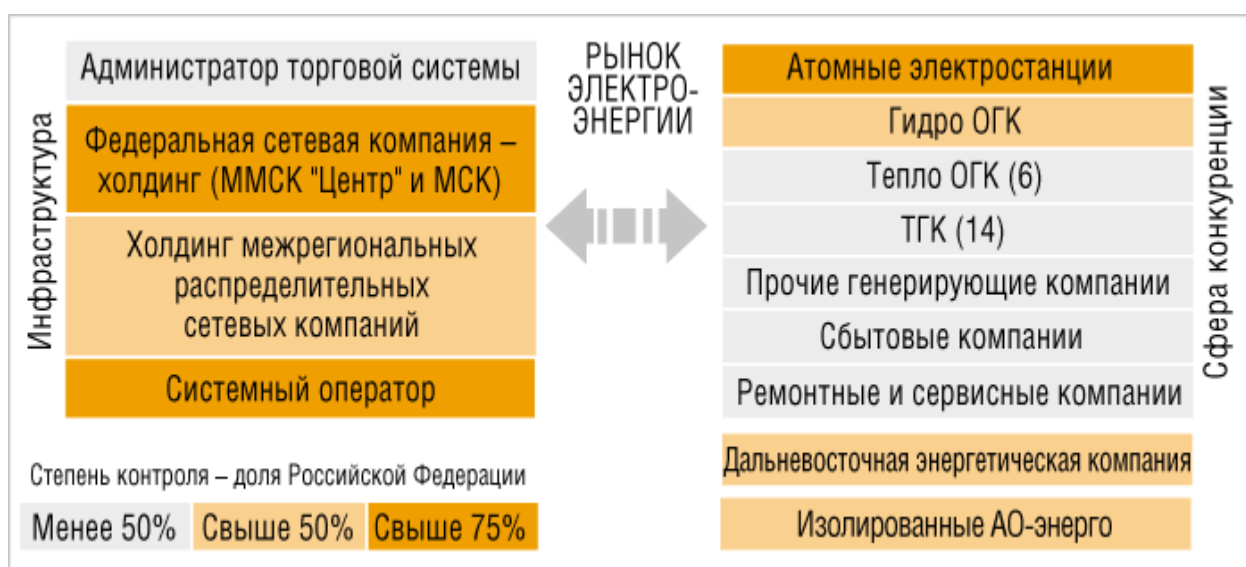 Инфраструктура
Администратор торговой системы
Федеральная сетевая компания –
холдинг (ММСК "Центр" и МСК)
Холдинг межрегиональных
распределительных
сетевых компаний
Системный оператор
РЫНОК
ЭЛЕКТРО-
ЭНЕРГИИ
Атомные электростанции
Гидро ОГК
Тепло ОГК (6)
ТГК (14)
Прочие генерирующие компании
Сбытовые компании
Ремонтные и сервисные компании
Сфера конкуренции
Дальневосточная энергетическая компания
Изолированные АО-энерго
Степень контроля – доля Российской Федерации
Менее 50% Свыше 50% Свыше 75%